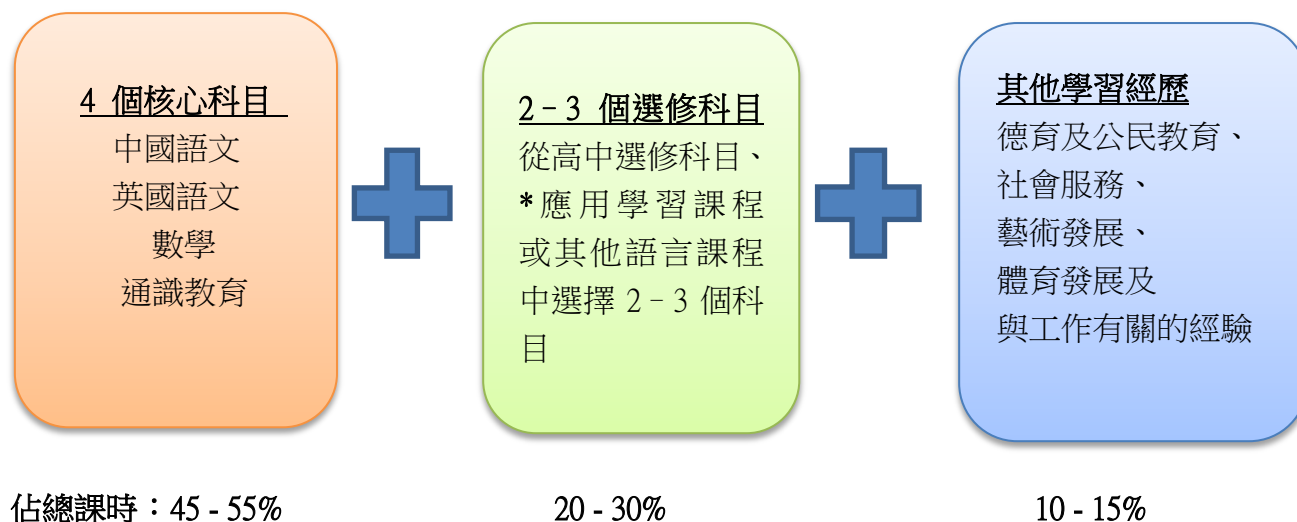 4 個核心科目
中國語文
英國語文
數學
通識教育
2－3 個選修科目
從高中選修科目、
*應用學習課程
或其他語言課程
中選擇 2－3 個科
目
其他學習經歷
德育及公民教育、
社會服務、
藝術發展、
體育發展及
與工作有關的經驗
佔總課時：45 - 55%
20 - 30%
10 - 15%